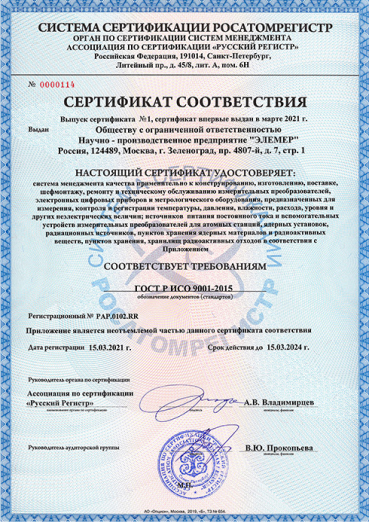 СИСТЕМА СЕРТИФИКАЦИИ РОСАТОМРЕГИСТР
ОРГАН ПО СЕРТИФИКАЦИИ СИСТЕМ МЕНЕДЖМЕНТА
АССОЦИАЦИЯ ПО СЕРТИФИКАЦИИ «РУССКИЙ РЕГИСТР»
Российская Федерация, 191014, Санкт-Петербург,
Литейный пр., д. 45/8, лит. А, пом. 6Н
№ 0000114
СЕРТИФИКАТ СООТВЕТСТВИЯ
Выпуск сертификата №1, сертификат впервые выдан в марте 2021 г.
Выдан Обществу с ограниченной ответственностью
Научно - производственное предприятие "ЭЛЕМЕР"
Россия, 124489, Москва, г. Зеленоград, пр. 4807-й, д. 7, стр. 1
НАСТОЯЩИЙ СЕРТИФИКАТ УДОСТОВЕРЯЕТ:
система менеджмента качества применительно к конструированию, изготовлению, поставке,
шефмонтажу, ремонту и техническому обслуживанию измерительных преобразователей,
электронных цифровых приборов и метрологического оборудования, предназначенных для
измерения, контроля и регистрации температуры, давления, влажности, расхода, уровня и
других неэлектрических величин; источников питания постоянного тока и вспомогательных
устройств измерительных преобразователей для атомных станций, ядерных установок,
радиационных источников, пунктов хранения ядерных материалов и радиоактивных
веществ, пунктов хранения, хранилищ радиоактивных отходов в соответствии с
Приложением
СООТВЕТСТВУЕТ ТРЕБОВАНИЯМ
ГОСТ Р ИСО 9001-2015
обозначение документов (стандартов)
Регистрационный № РАР.0102.RR
Приложение является неотъемлемой частью данного сертификата соответствия
Дата регистрации 15.03.2021 г. Срок действия до 15.03.2024 г.
Руководитель органа по сертификации
Ассоциация по сертификации
«Русский Регистр» А.В. Владимирцев
наименование органа по сертификации подпись инициалы, фамилия
Руководитель аудиторской группы В.Ю. Прокопьева
подпись инициалы, фамилия
М.П.
РОСАТОМРЕГИСТР